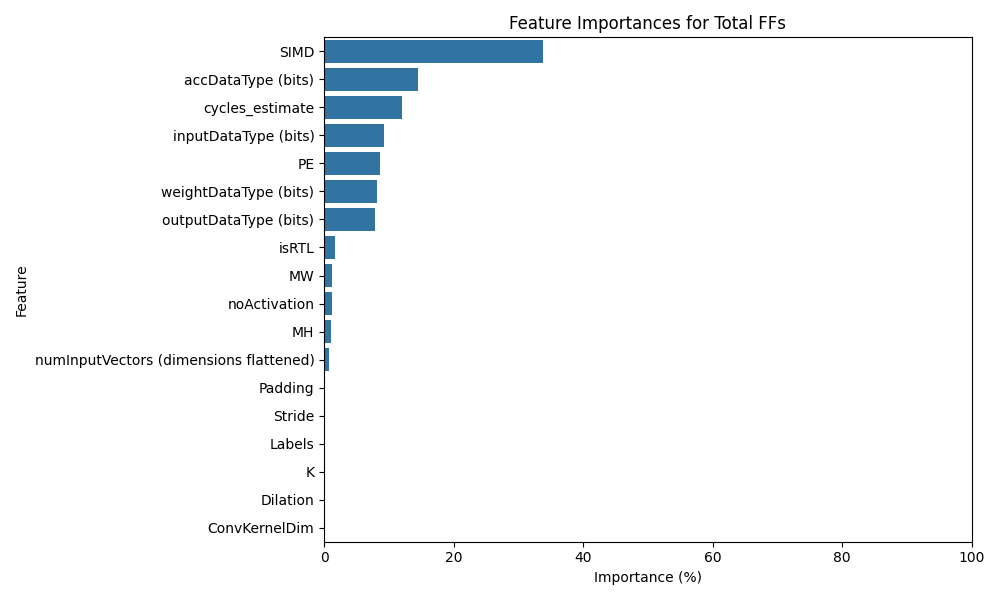 Feature Importances for Total FFs
SIMD
accDataType (bits)
cycles_estimate
inputDataType (bits)
PE
weightDataType (bits)
outputDataType (bits)
isRTL
MW
noActivation
MH
numInputVectors (dimensions flattened)
Padding
Stride
Labels
K
Dilation
ConvKernelDim
Feature
0 20 40 60 80 100
Importance (%)